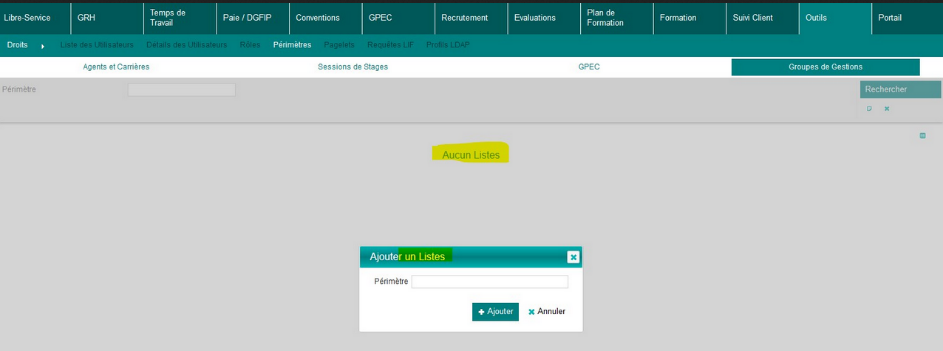 Libre-Service GRH Temps de Travail Paie / DGFIP Conventions GPEC Recrutement Evaluations Plan de Formation Formation Suivi Client Outils Portail
Droits Liste des Utilisateurs Détails des Utilisateurs Rôles Périmètres Pagelets Requêtes LIF Profils LDAP
Agents et Carrières Sessions de Stages GPEC Groupes de Gestions
Périmètre Rechercher
Aucun Listes
Ajouter un Listes
Périmètre
Ajouter Annuler